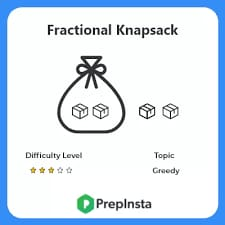 Fractional Knapsack
Difficulty Level
Topic
Greedy
PrepInsta